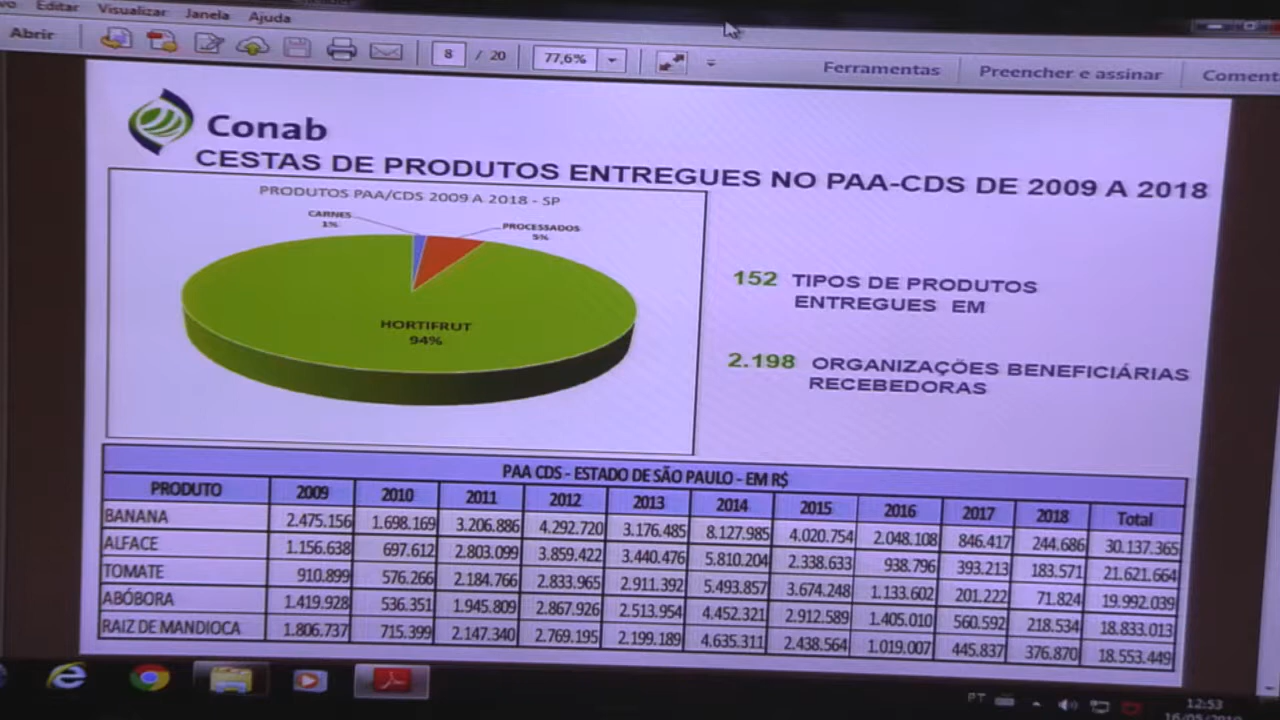 Editar Visualizar Janela Ajuda
Abrir 8 / 20 77,6% Ferramentas Preencher e assinar Coment
Conab
CESTAS DE PRODUTOS ENTREGUES NO PAA-CDS DE 2009 A 2018
PRODUTOS PAA/CDS 2009 A 2018 - SP
CARNES
1%
PROCESSADOS
5%
HORTIFRUT
94%
152 TIPOS DE PRODUTOS
ENTREGUES EM
2.198 ORGANIZAÇÕES BENEFICIÁRIAS
RECEBEDORAS
PAA CDS - ESTADO DE SÃO PAULO - EM R$
PRODUTO 2009 2010 2011 2012 2013 2014 2015 2016 2017 2018 Total
BANANA 2.475.156 1.698.169 3.206.886 4.292.720 3.176.485 8.127.985 4.020.754 2.048.108 846.417 244.686 30.137.365
ALFACE 1.156.638 697.612 2.803.099 3.859.422 3.440.476 5.810.204 2.338.633 938.796 393.213 183.571 21.621.664
TOMATE 910.899 576.266 2.184.766 2.833.965 2.911.392 5.493.857 3.674.248 1.133.602 201.222 71.824 19.992.039
ABÓBORA 1.419.928 536.351 1.945.809 2.867.926 2.513.954 4.452.321 2.912.589 1.405.010 560.592 218.534 18.833.013
RAIZ DE MANDIOCA 1.806.737 715.399 2.147.340 2.769.195 2.199.189 4.635.311 2.438.564 1.019.007 445.837 376.870 18.553.449
PT 12:53